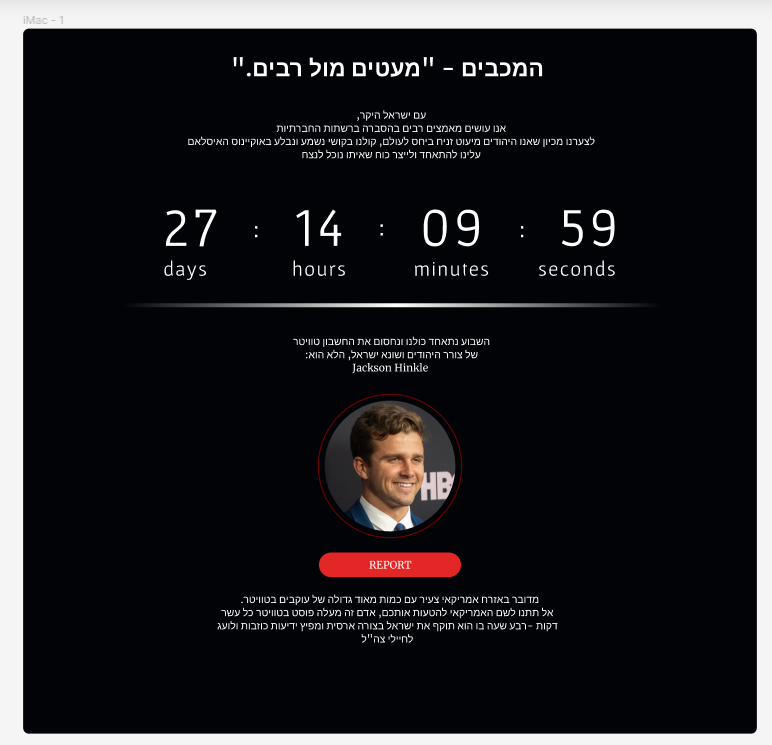 iMac - 1
המכבים - "מעטים מול רבים."
עם ישראל היקר,
אנו עושים מאמצים רבים בהסברה ברשתות החברתיות
לצערנו מכיון שאנו היהודים מיעוט זניח ביחס לעולם, קולנו בקושי נשמע ונבלע באוקיינוס האיסלאם
עלינו להתאחד ולייצר כוח שאיתו נוכל לנצח
27 : 14 : 09 : 59
days hours minutes seconds
השבוע נתאחד כולנו ונחסום את החשבון טוויטר
של צורר היהודים ושונא ישראל, הלא הוא:
Jackson Hinkle
HBO
REPORT
מדובר באזרח אמריקאי צעיר עם כמות מאוד גדולה של עוקבים בטוויטר.
אל תתנו לשם האמריקאי להטעות אותכם, אדם זה מעלה פוסט בטוויטר כל עשר
דקות -רבע שעה בו הוא תוקף את ישראל בצורה ארסית ומפיץ ידיעות כוזבות ולועג
לחיילי צה"ל